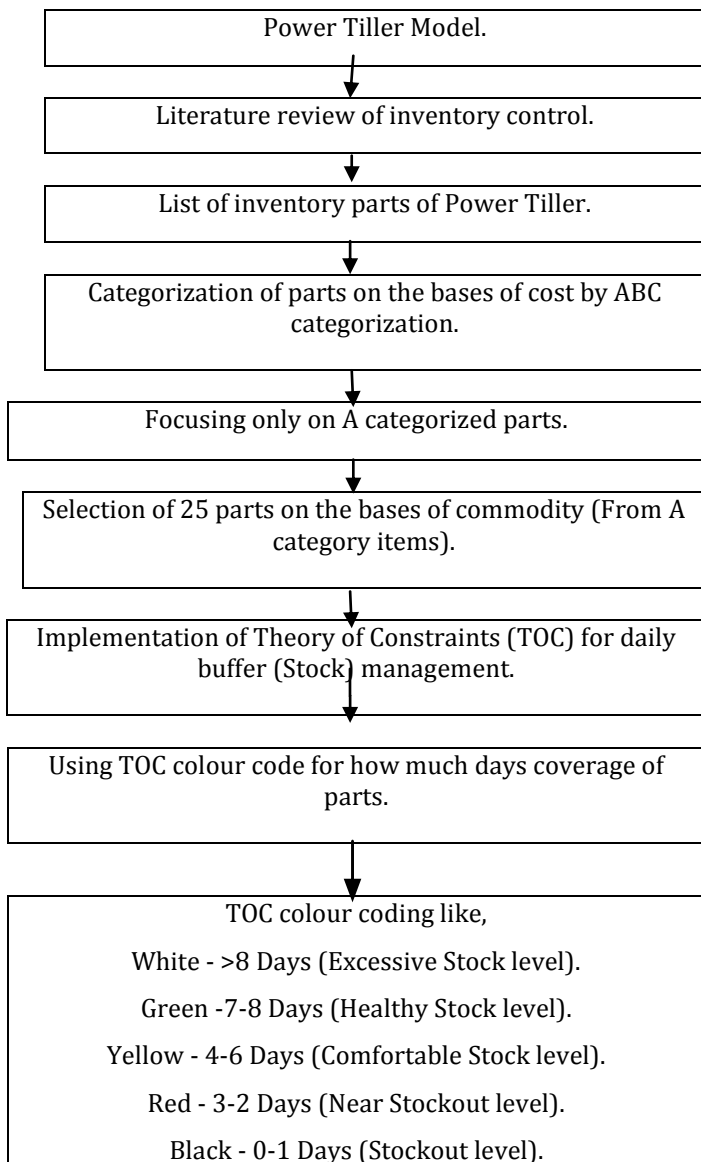 Power Tiller Model.
Literature review of inventory control.
List of inventory parts of Power Tiller.
Categorization of parts on the bases of cost by ABC
categorization.
Focusing only on A categorized parts.
Selection of 25 parts on the bases of commodity (From A
category items).
Implementation of Theory of Constraints (TOC) for daily
buffer (Stock) management.
Using TOC colour code for how much days coverage of
parts.
TOC colour coding like,
White - >8 Days (Excessive Stock level).
Green -7-8 Days (Healthy Stock level).
Yellow - 4-6 Days (Comfortable Stock level).
Red - 3-2 Days (Near Stockout level).
Black - 0-1 Days (Stockout level).